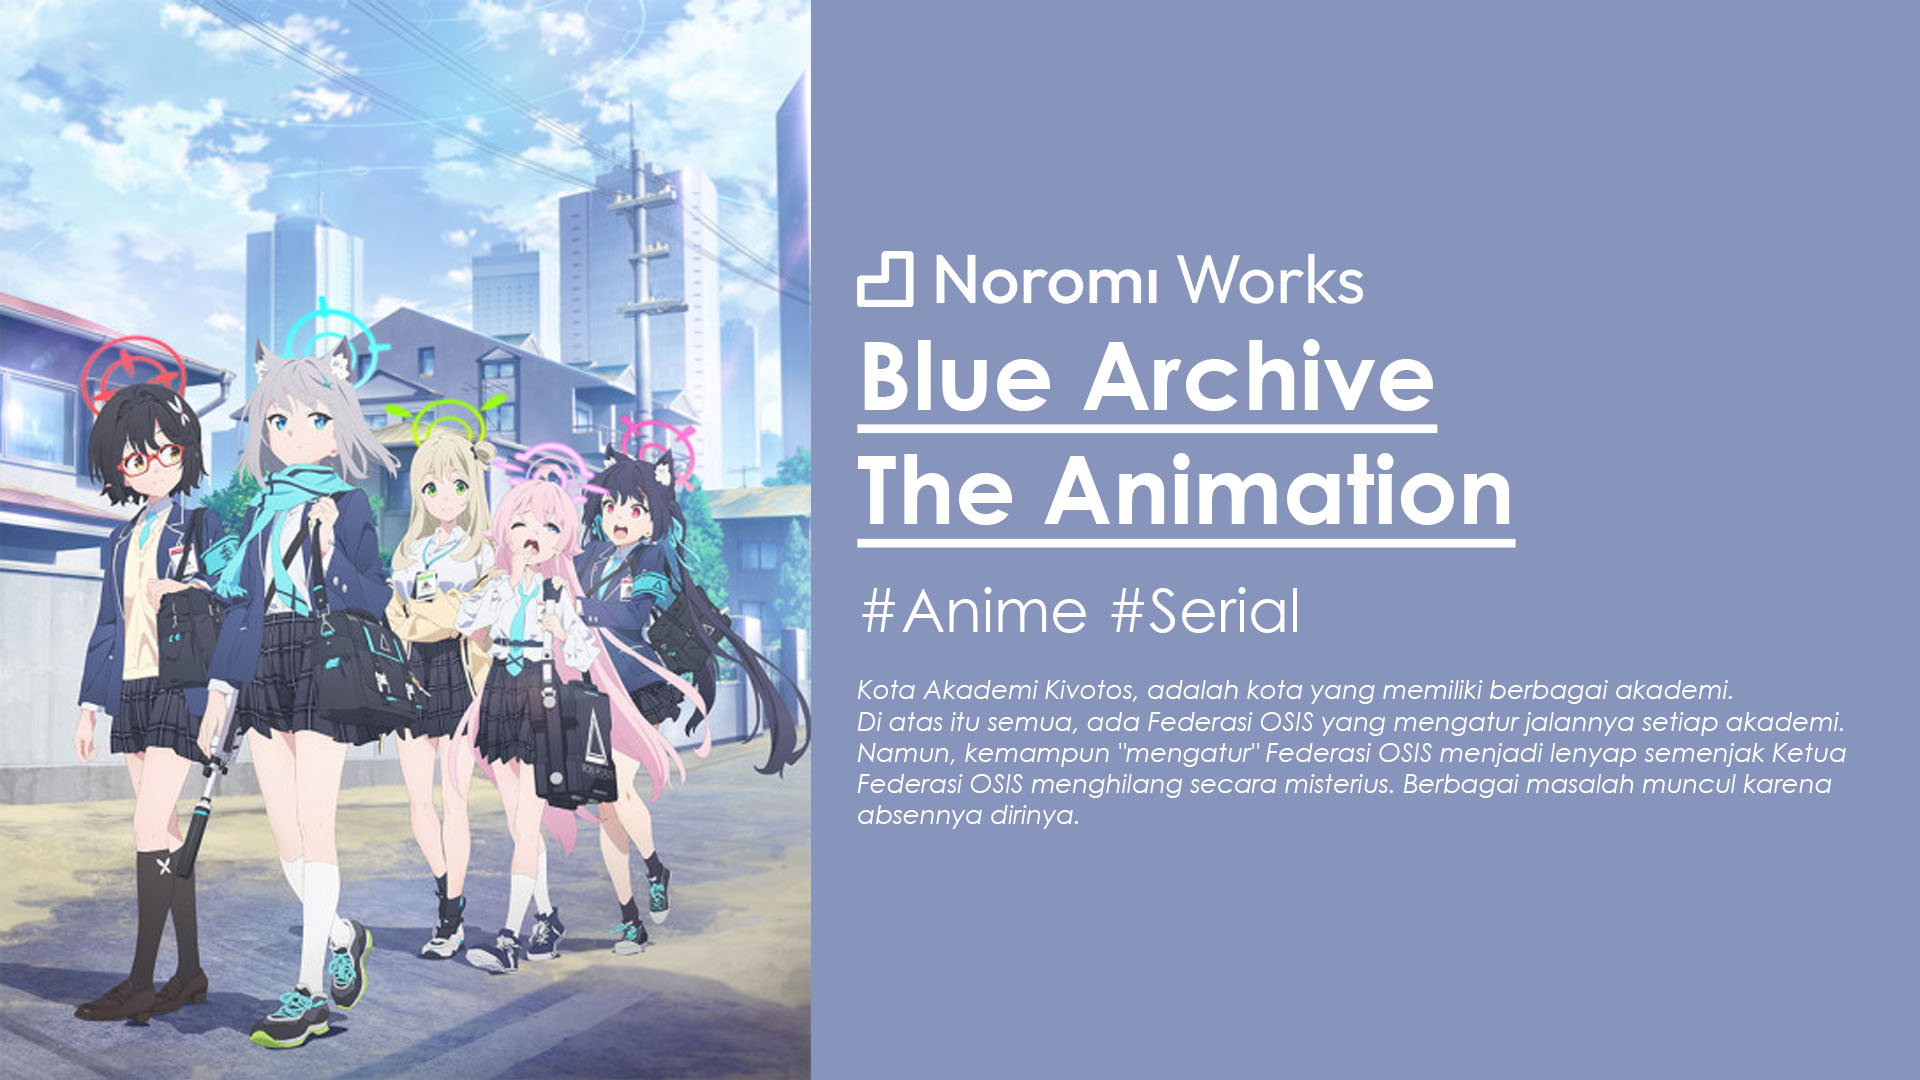 Noromi Works
Blue Archive
The Animation
#Anime #Serial
Kota Akademi Kivotos, adalah kota yang memiliki berbagai akademi.
Di atas itu semua, ada Federasi OSIS yang mengatur jalannya setiap akademi.
Namun, kemampun "mengatur" Federasi OSIS menjadi lenyap semenjak Ketua
Federasi OSIS menghilang secara misterius. Berbagai masalah muncul karena
absennya dirinya.